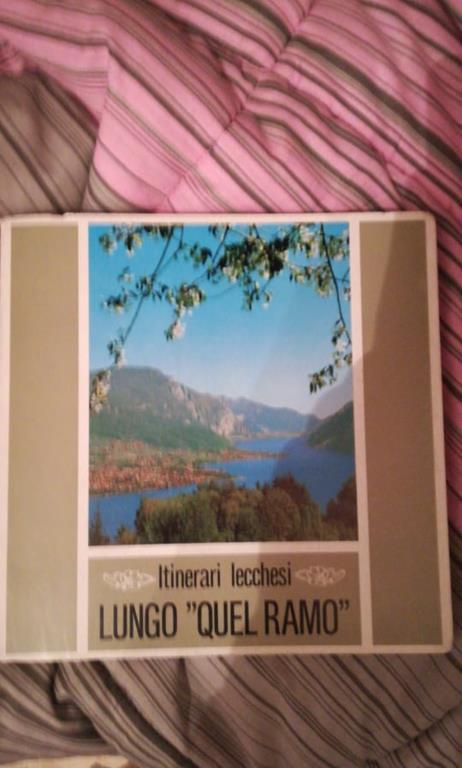 Itinerari lecchesi
LUNGO "QUEL RAMO"